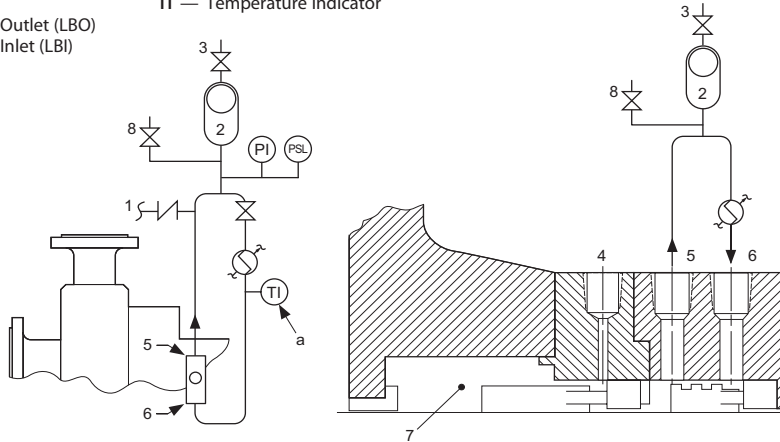 TI — Temperature Indicator
Outlet (LBO)
Inlet (LBI)
3
2
8
PI
PSL
1
TI
a
5
6
3
2
8
4
5
6
7